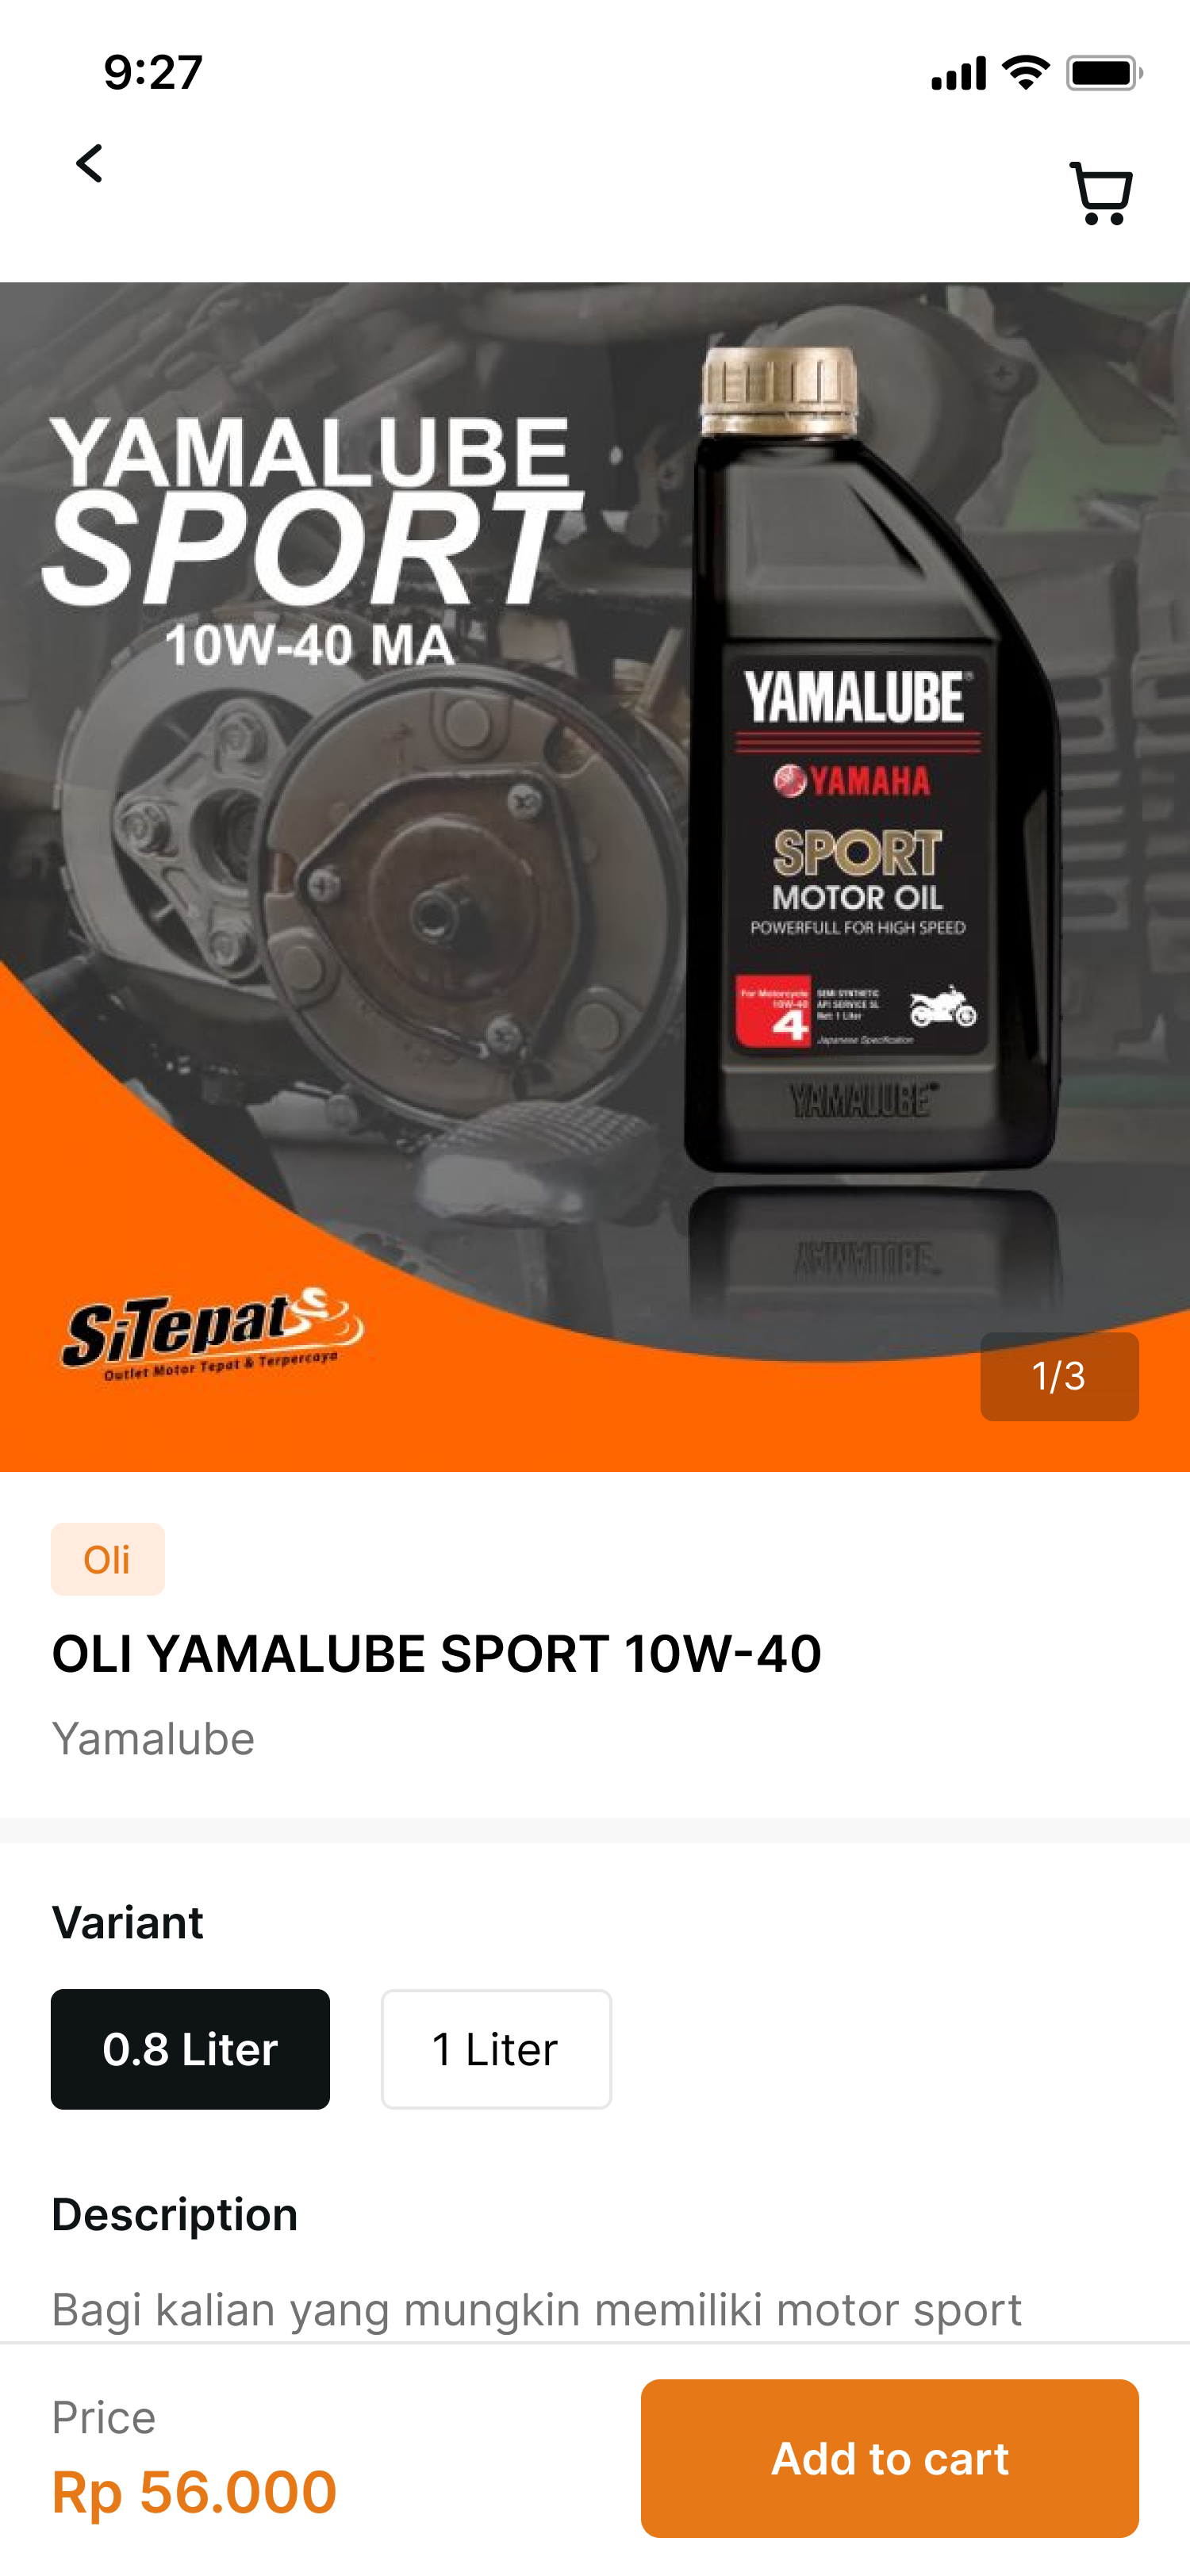 9:27
YAMALUBE
SPORT
10W-40 MA
YAMALUBE®
YAMAHA
SPORT
MOTOR OIL
POWERFULL FOR HIGH SPEED
For Motorcycle
10W-40
4
SEMI SYNTHETIC
API SERVICE SL
Net: 1 Liter
Japanese Specification
YAMALUBE
SiTepat
Outlet Motor Tepat & Terpercaya
1/3
Oli
OLI YAMALUBE SPORT 10W-40
Yamalube
Variant
0.8 Liter
1 Liter
Description
Bagi kalian yang mungkin memiliki motor sport
Price
Rp 56.000
Add to cart